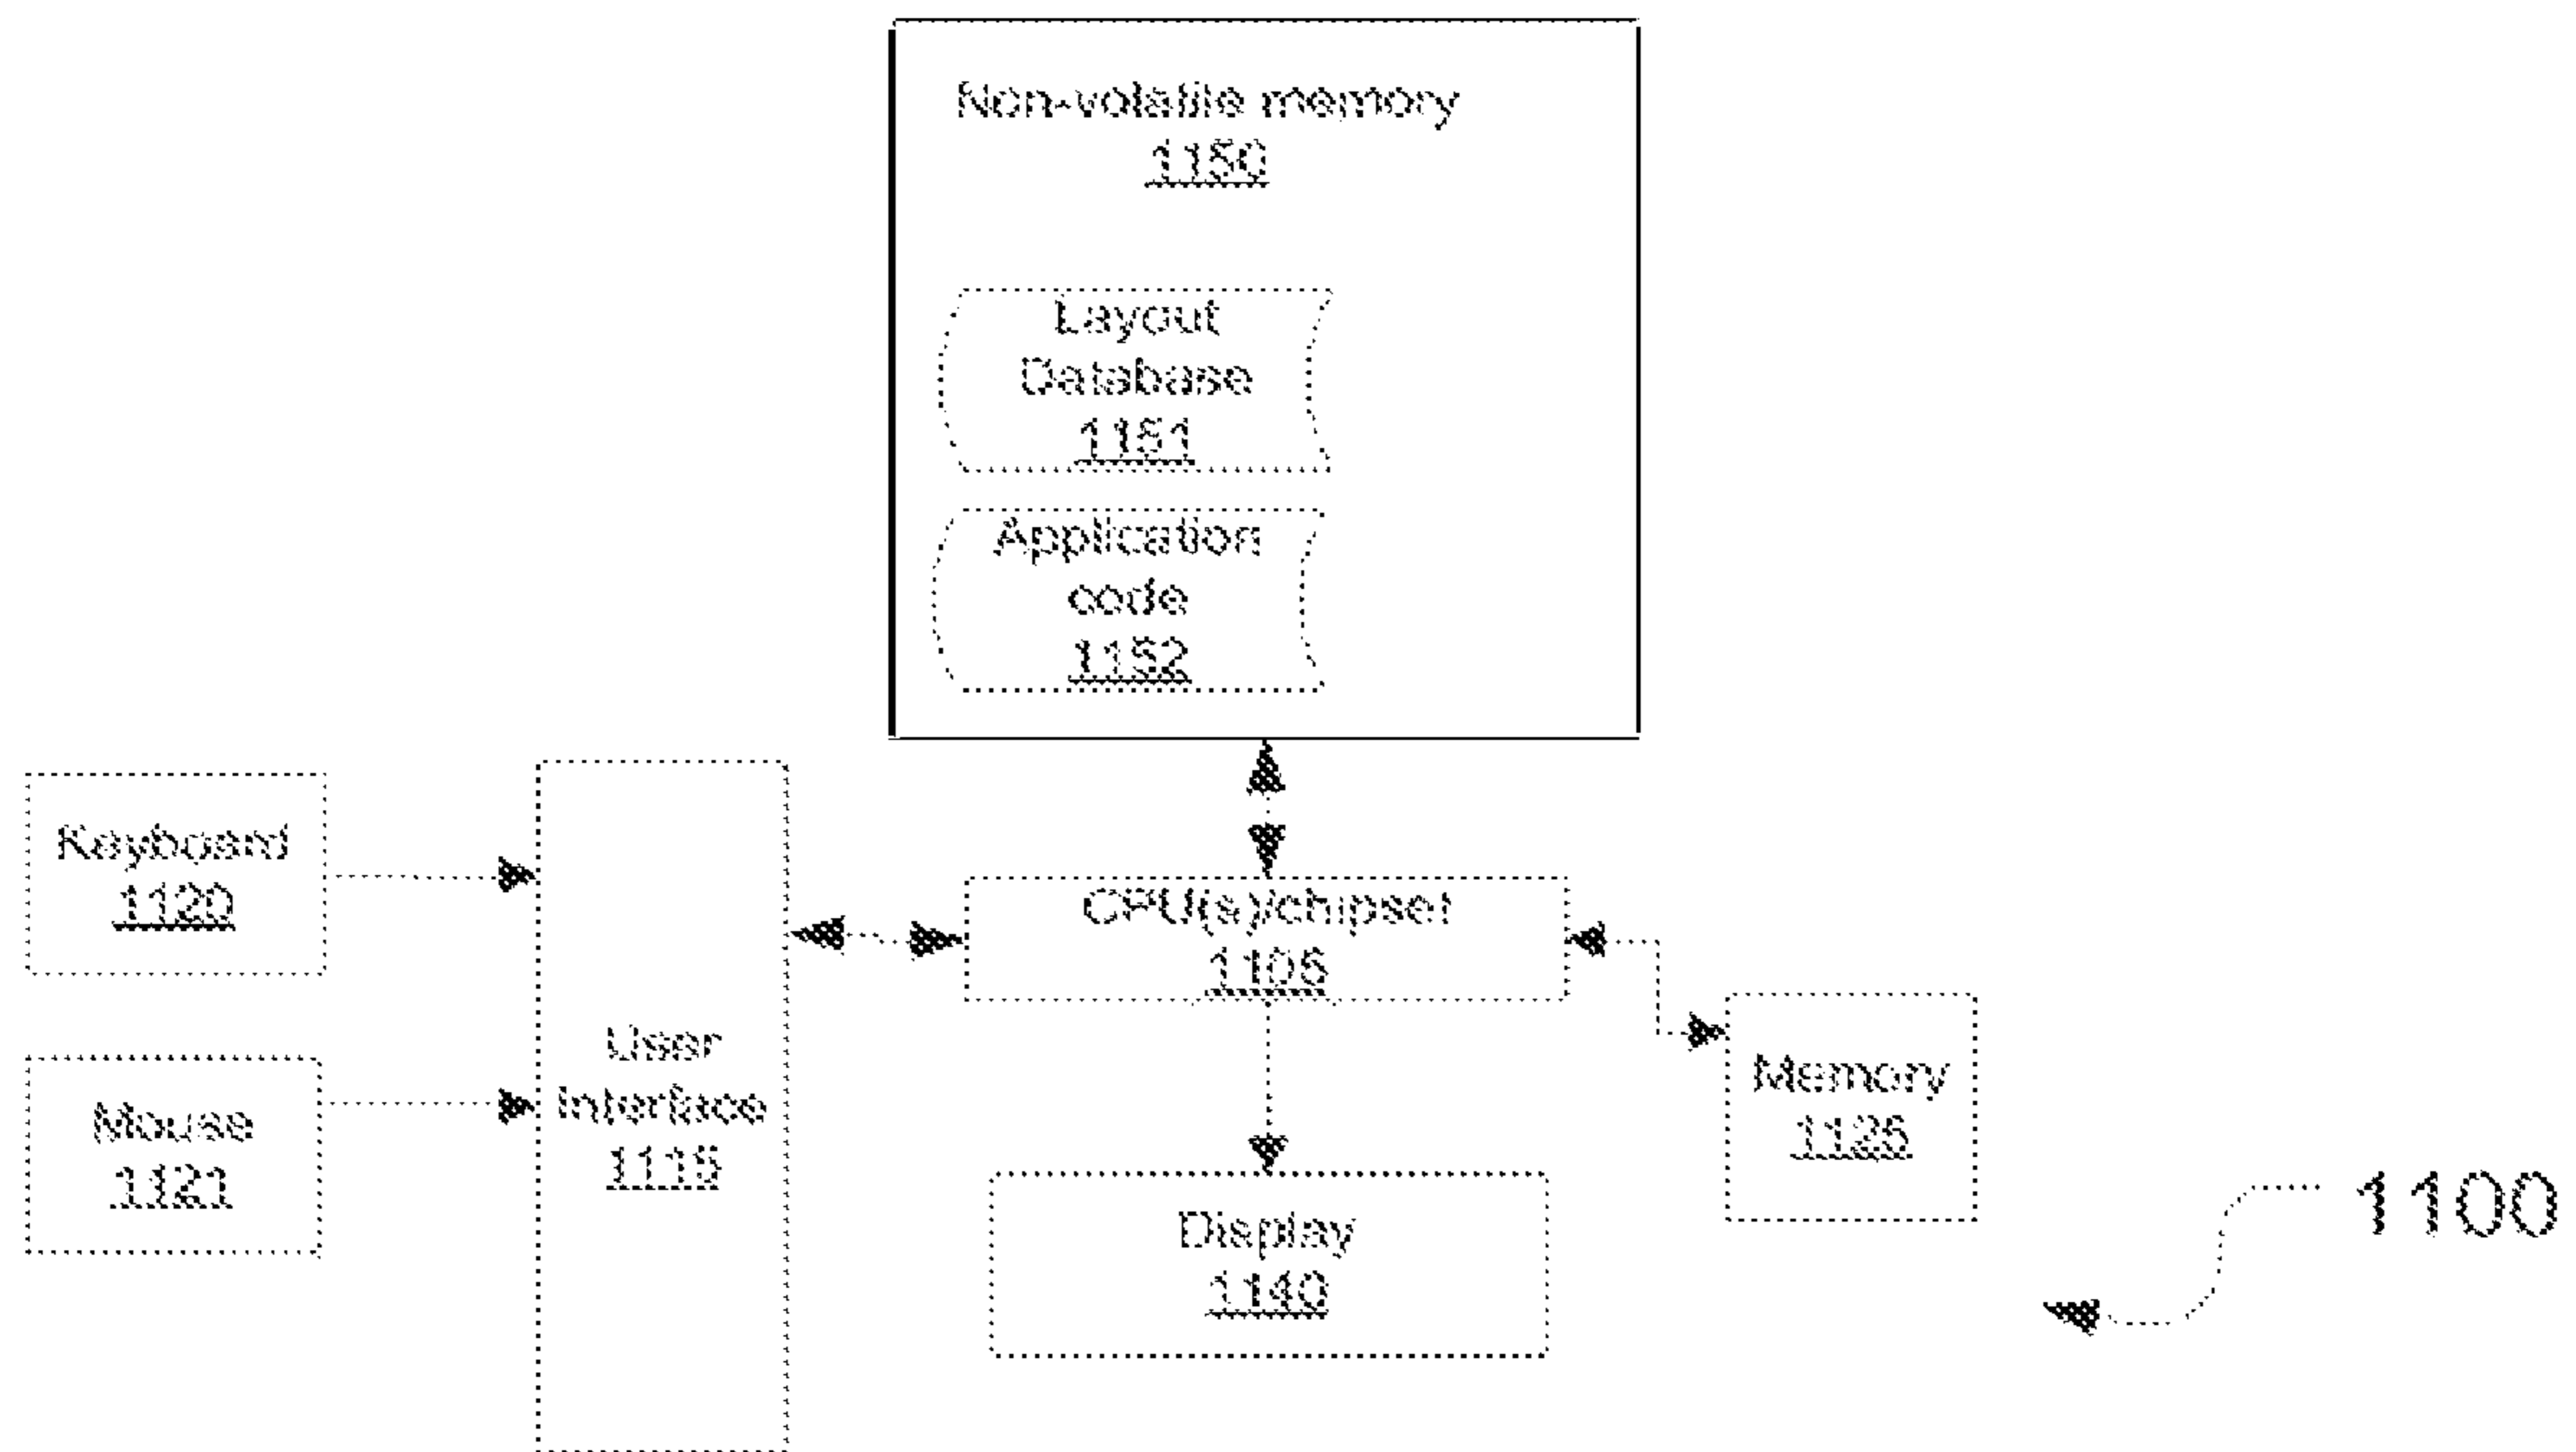 Non-volatile memory
1150
Layout
Database
1151
Application
code
1152
Keyboard
1120
Mouse
1121
User
Interface
1115
CPU(s)/chipset
1105
Memory
1125
Display
1140
1100